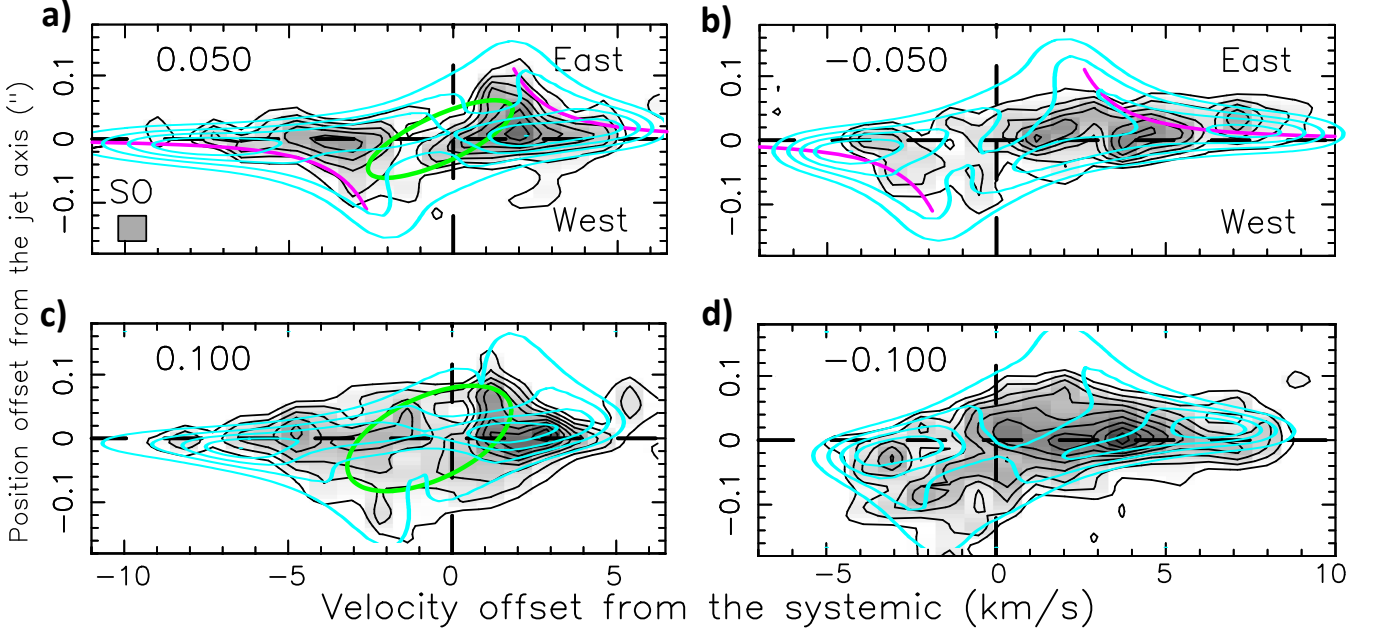 a)
0.050
East
West
SO
0.1
0
−0.1
b)
−0.050
East
West
0.1
0
−0.1
c)
0.100
0.1
0
−0.1
−10
−5
0
5
d)
−0.100
0.1
0
−0.1
−5
0
5
10
Position offset from the jet axis (")
Velocity offset from the systemic (km/s)